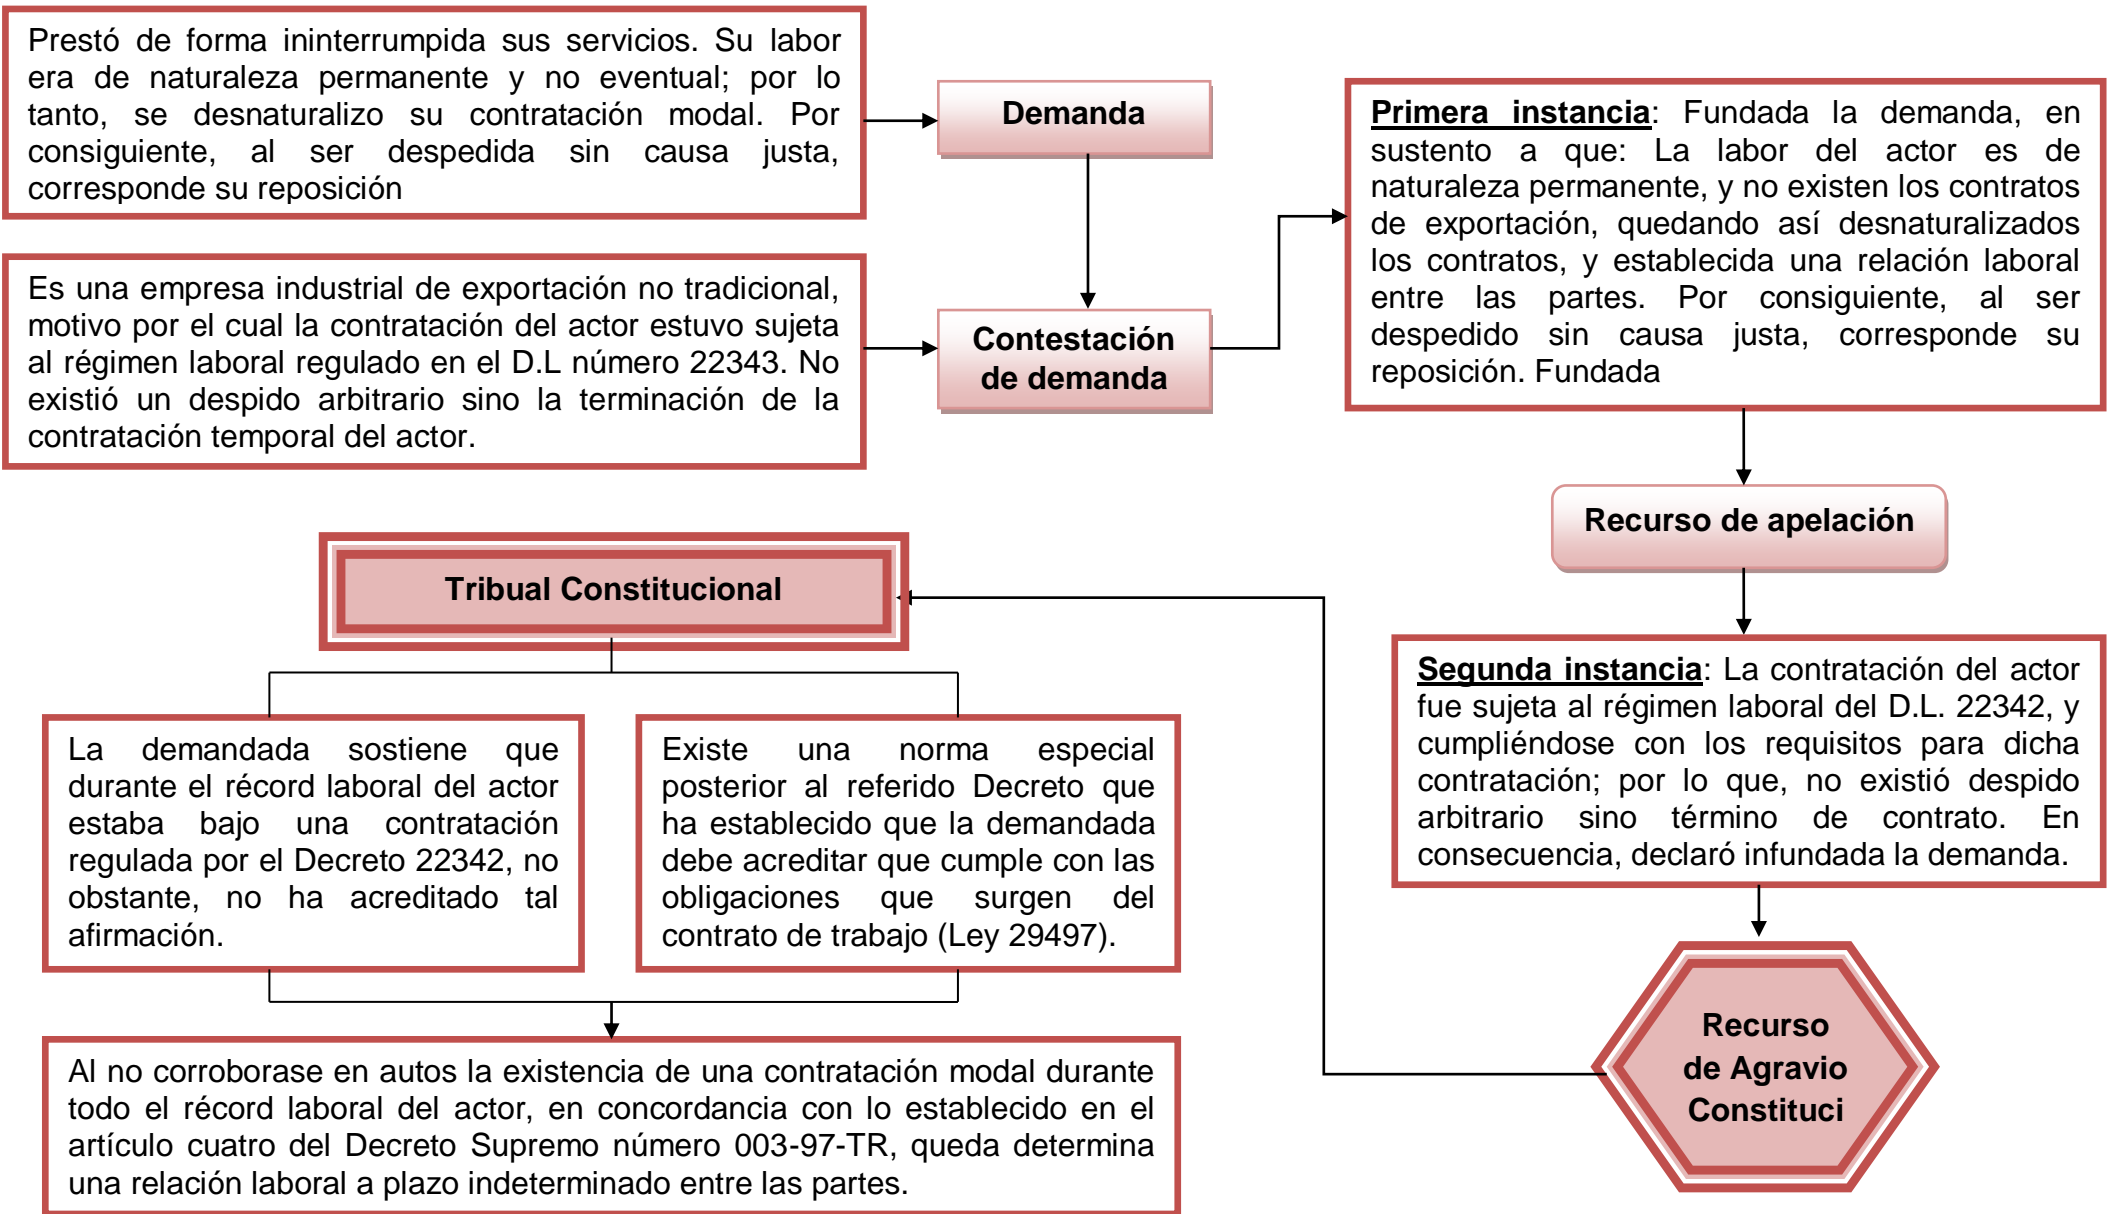 Prestó de forma ininterrumpida sus servicios. Su labor
era de naturaleza permanente y no eventual; por lo
tanto, se desnaturalizo su contratación modal. Por
consiguiente, al ser despedida sin causa justa,
corresponde su reposición
Demanda
Es una empresa industrial de exportación no tradicional,
motivo por el cual la contratación del actor estuvo sujeta
al régimen laboral regulado en el D.L número 22343. No
existió un despido arbitrario sino la terminación de la
contratación temporal del actor.
Contestación
de demanda
Primera instancia: Fundada la demanda, en
sustento a que: La labor del actor es de
naturaleza permanente, y no existen los contratos
de exportación, quedando así desnaturalizados
los contratos, y establecida una relación laboral
entre las partes. Por consiguiente, al ser
despedido sin causa justa, corresponde su
reposición. Fundada
Recurso de apelación
Segunda instancia: La contratación del actor
fue sujeta al régimen laboral del D.L. 22342, y
cumpliéndose con los requisitos para dicha
contratación; por lo que, no existió despido
arbitrario sino término de contrato. En
consecuencia, declaró infundada la demanda.
Recurso
de Agravio
Constituci
Tribual Constitucional
La demandada sostiene que
durante el récord laboral del actor
estaba bajo una contratación
regulada por el Decreto 22342, no
obstante, no ha acreditado tal
afirmación.
Existe una norma especial
posterior al referido Decreto que
ha establecido que la demandada
debe acreditar que cumple con las
obligaciones que surgen del
contrato de trabajo (Ley 29497).
Al no corroborase en autos la existencia de una contratación modal durante
todo el récord laboral del actor, en concordancia con lo establecido en el
artículo cuatro del Decreto Supremo número 003-97-TR, queda determina
una relación laboral a plazo indeterminado entre las partes.